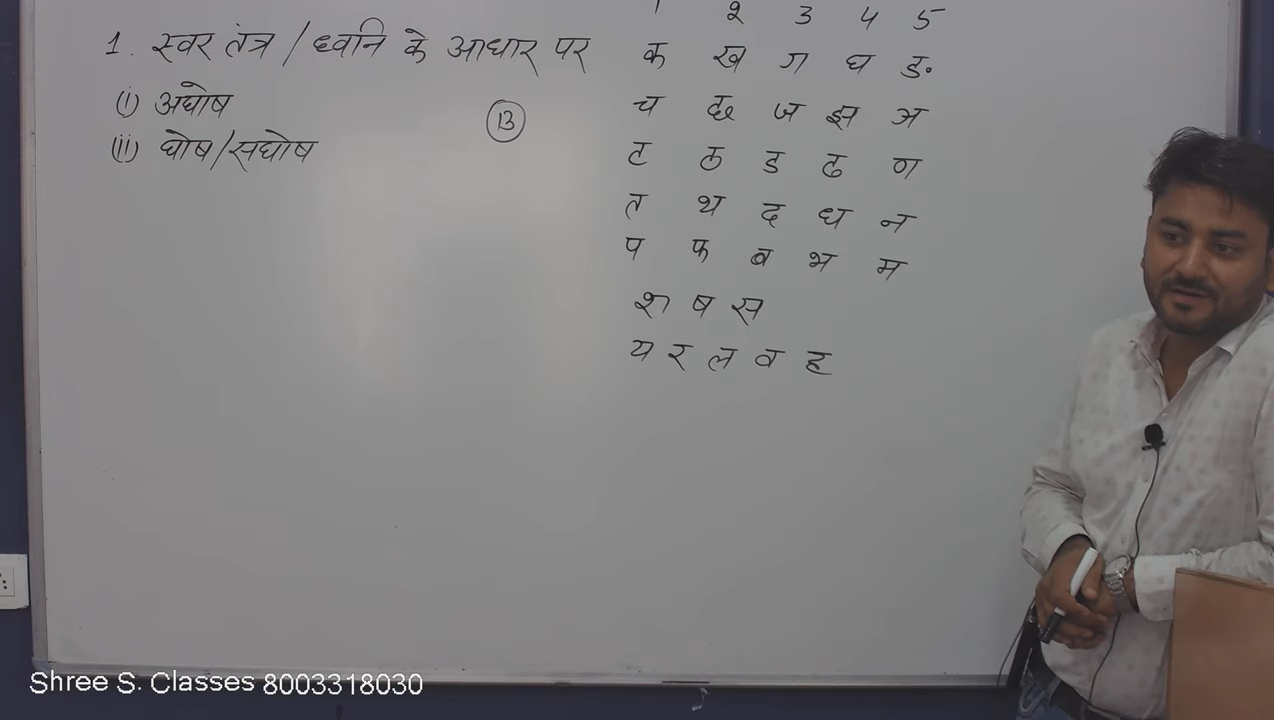 1 2 3 4 5
1. स्वर तंत्र / ध्वनि के आधार पर
(i) अघोष
(ii) घोष/सघोष
13
क ख ग घ ङ
च छ ज झ ञ
ट ठ ड ढ ण
त थ द ध न
प फ ब भ म
श ष स
य र ल व ह
Shree S. Classes 8003318030